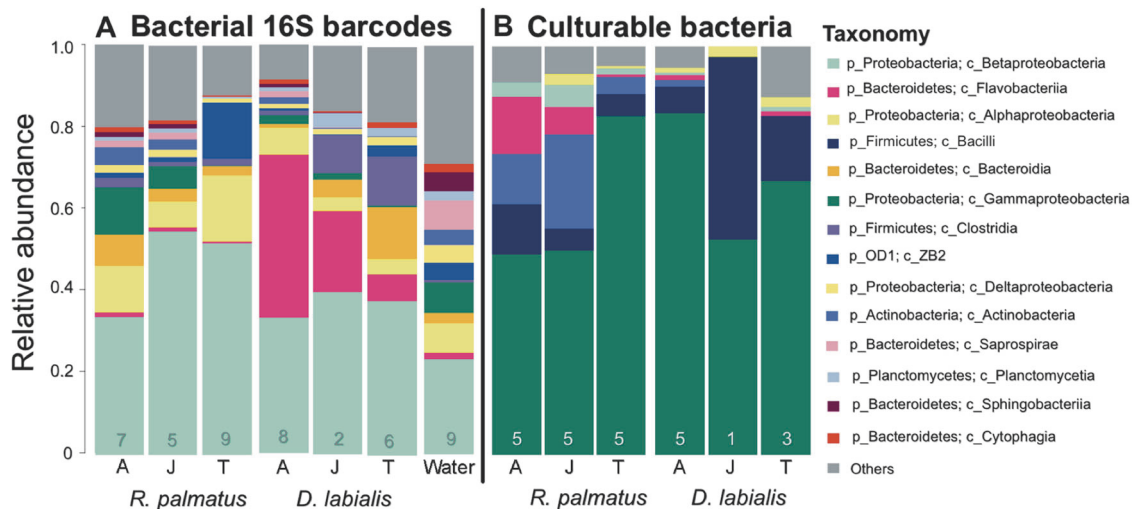 A Bacterial 16S barcodes
Relative abundance
1.0
0.8
0.6
0.4
0.2
0
7 5 9 8 2 6 9
A J T A J T Water
R. palmatus D. labialis
B Culturable bacteria
5 5 5 5 1 3
A J T A J T
R. palmatus D. labialis
Taxonomy
p_Proteobacteria; c_Betaproteobacteria
p_Bacteroidetes; c_Flavobacteriia
p_Proteobacteria; c_Alphaproteobacteria
p_Firmicutes; c_Bacilli
p_Bacteroidetes; c_Bacteroidia
p_Proteobacteria; c_Gammaproteobacteria
p_Firmicutes; c_Clostridia
p_OD1; c_ZB2
p_Proteobacteria; c_Deltaproteobacteria
p_Actinobacteria; c_Actinobacteria
p_Bacteroidetes; c_Saprospirae
p_Planctomycetes; c_Planctomycetia
p_Bacteroidetes; c_Sphingobacteriia
p_Bacteroidetes; c_Cytophagia
Others